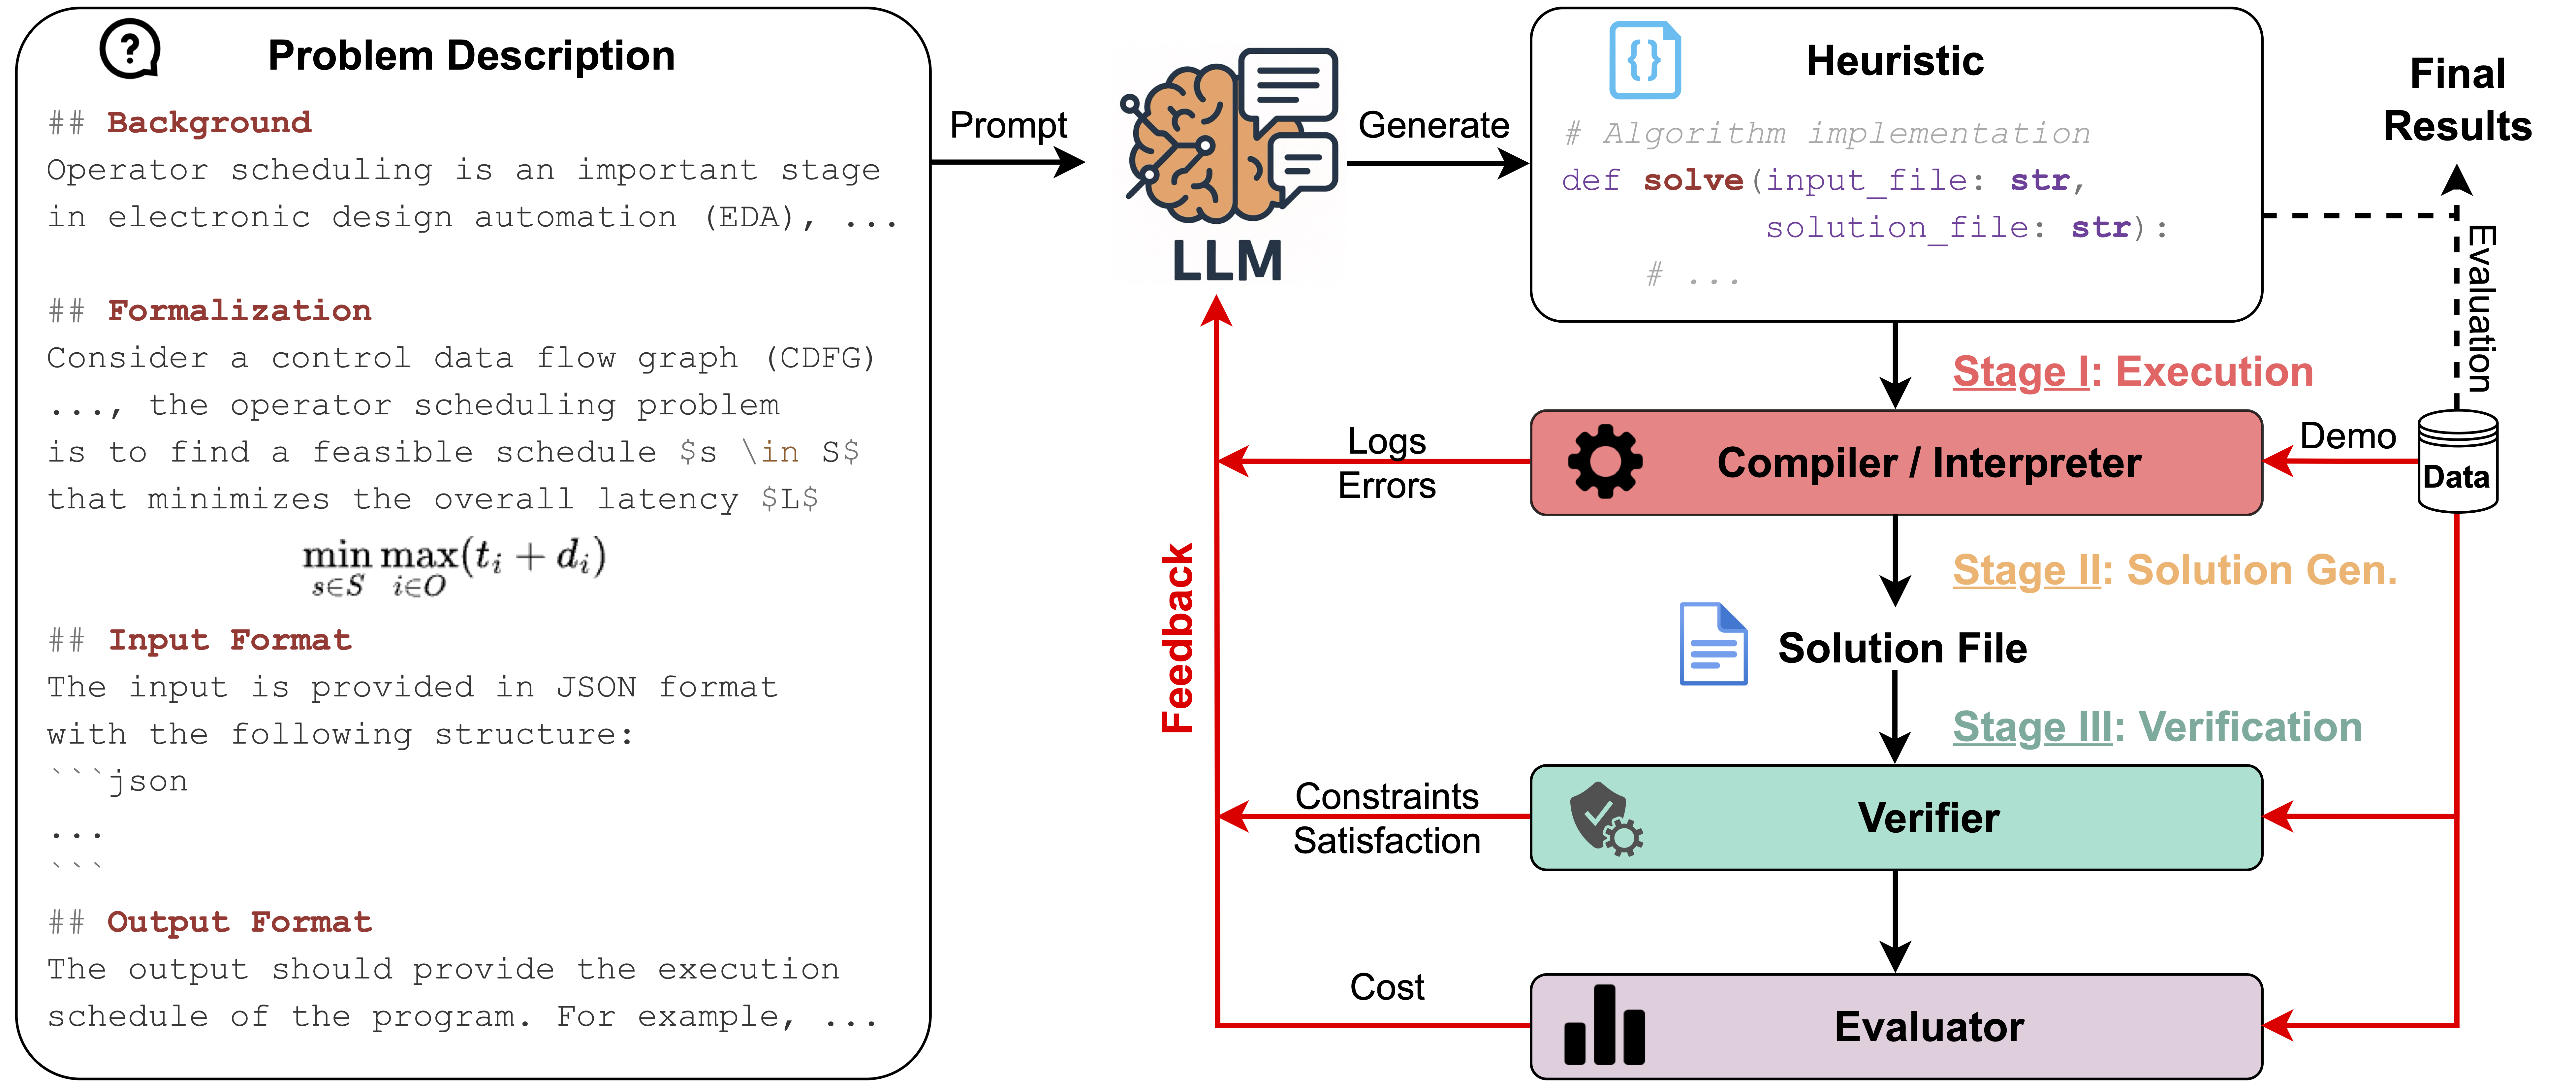 Problem Description
## Background
Operator scheduling is an important stage
in electronic design automation (EDA), ...
## Formalization
Consider a control data flow graph (CDFG)
..., the operator scheduling problem
is to find a feasible schedule $s \in S$
that minimizes the overall latency $L$
min max(t_i + d_i)
s∈S i∈O
## Input Format
The input is provided in JSON format
with the following structure:
```json
...
```
## Output Format
The output should provide the execution
schedule of the program. For example, ...
Prompt
LLM
Generate
Heuristic
{}
# Algorithm implementation
def solve(input_file: str,
solution_file: str):
# ...
Final
Results
Evaluation
Stage I: Execution
Compiler / Interpreter
Logs
Errors
Demo
Data
Stage II: Solution Gen.
Solution File
Feedback
Stage III: Verification
Verifier
Constraints
Satisfaction
Evaluator
Cost